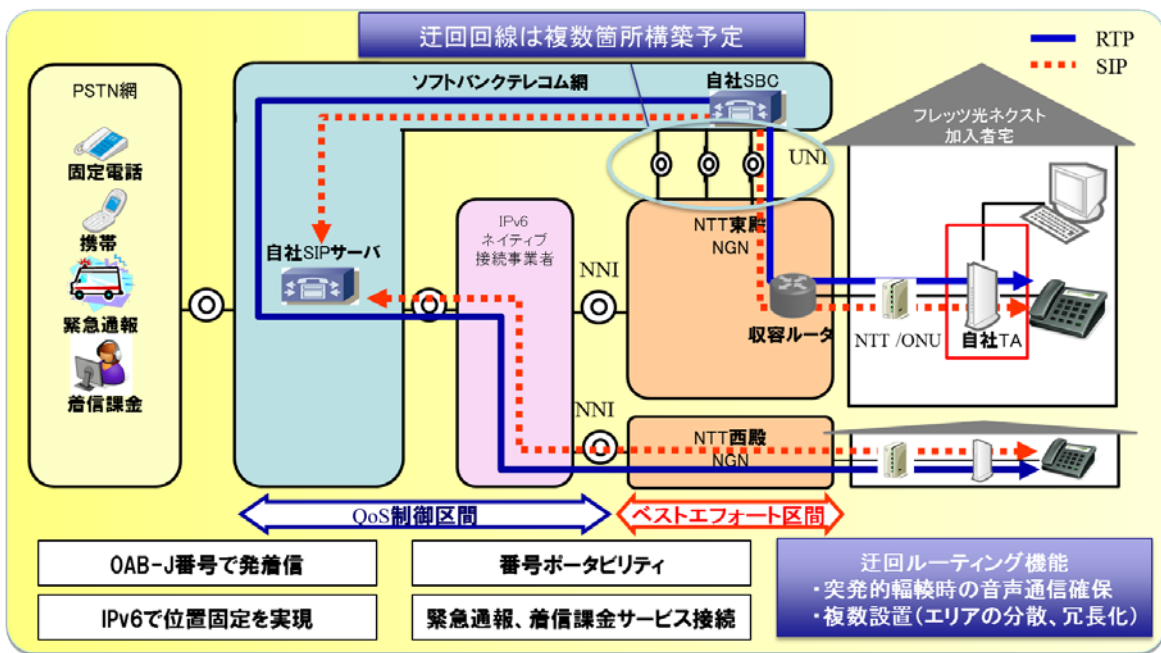 迂回回線は複数箇所構築予定
RTP
SIP
PSTN網
固定電話
携帯
緊急通報
着信課金
ソフトバンクテレコム網
自社SBC
自社SIPサーバ
IPv6
ネイティブ
接続事業者
UNI
NNI
NNI
NTT東殿
NGN
収容ルータ
フレッツ光ネクスト
加入者宅
NTT /ONU
自社TA
NTT西殿
NGN
QoS制御区間
ベストエフォート区間
OAB-J番号で発着信
番号ポータビリティ
IPv6で位置固定を実現
緊急通報、着信課金サービス接続
迂回ルーティング機能
・突発的輻輳時の音声通信確保
・複数設置(エリアの分散、冗長化)